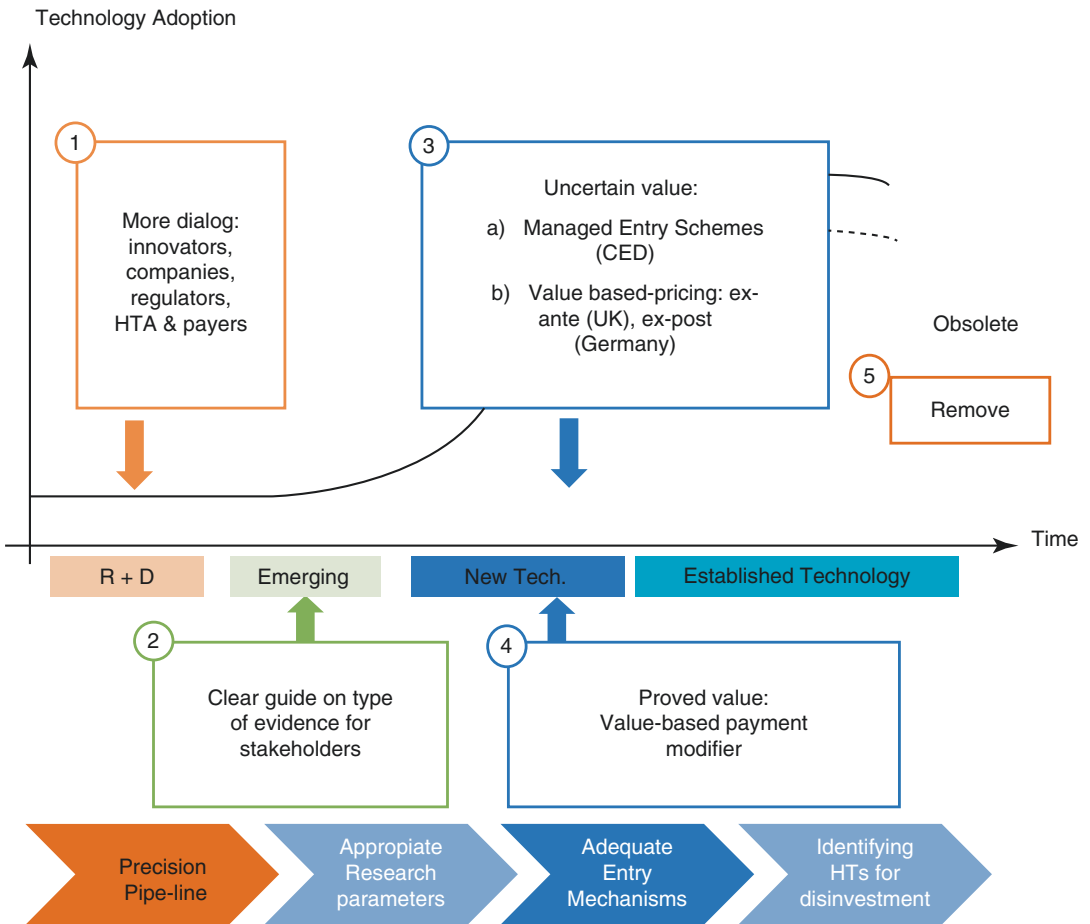 Technology Adoption
1
More dialog:
innovators,
companies,
regulators,
HTA & payers
3
Uncertain value:
a) Managed Entry Schemes
(CED)
b) Value based-pricing: ex-
ante (UK), ex-post
(Germany)
Obsolete
5
Remove
Time
R + D
Emerging
New Tech.
Established Technology
2
Clear guide on type
of evidence for
stakeholders
4
Proved value:
Value-based payment
modifier
Precision
Pipe-line
Appropiate
Research
parameters
Adequate
Entry
Mechanisms
Identifying
HTs for
disinvestment